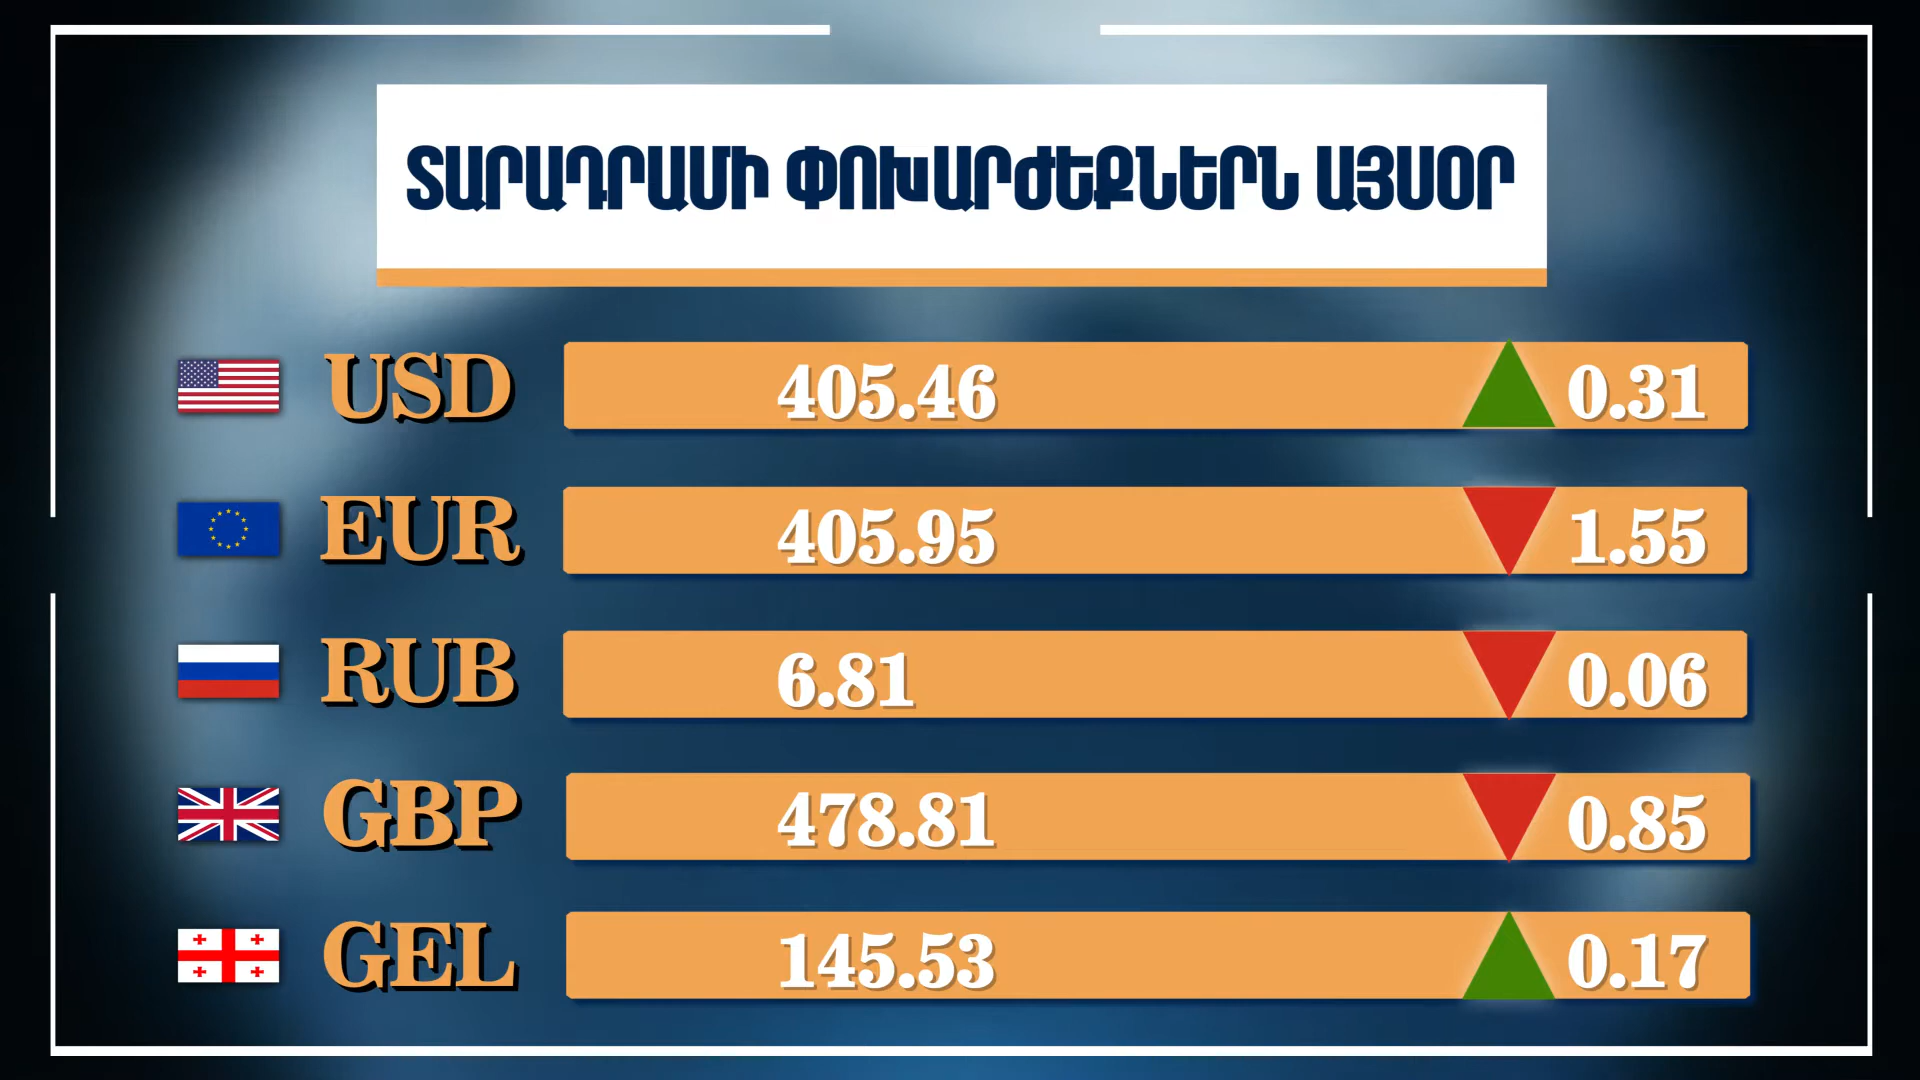 ՏԱՐԱԴՐԱՄԻ ՓՈԽԱՐԺԵՔՆԵՐՆ ԱՅՍՕՐ
USD 405.46 0.31
EUR 405.95 1.55
RUB 6.81 0.06
GBP 478.81 0.85
GEL 145.53 0.17